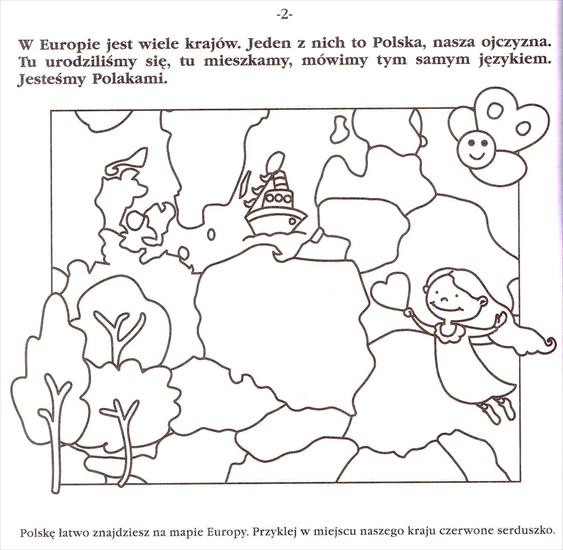 -2-
W Europie jest wiele krajów. Jeden z nich to Polska, nasza ojczyzna.
Tu urodziliśmy się, tu mieszkamy, mówimy tym samym językiem.
Jesteśmy Polakami.
Polskę łatwo znajdziesz na mapie Europy. Przyklej w miejscu naszego kraju czerwone serduszko.